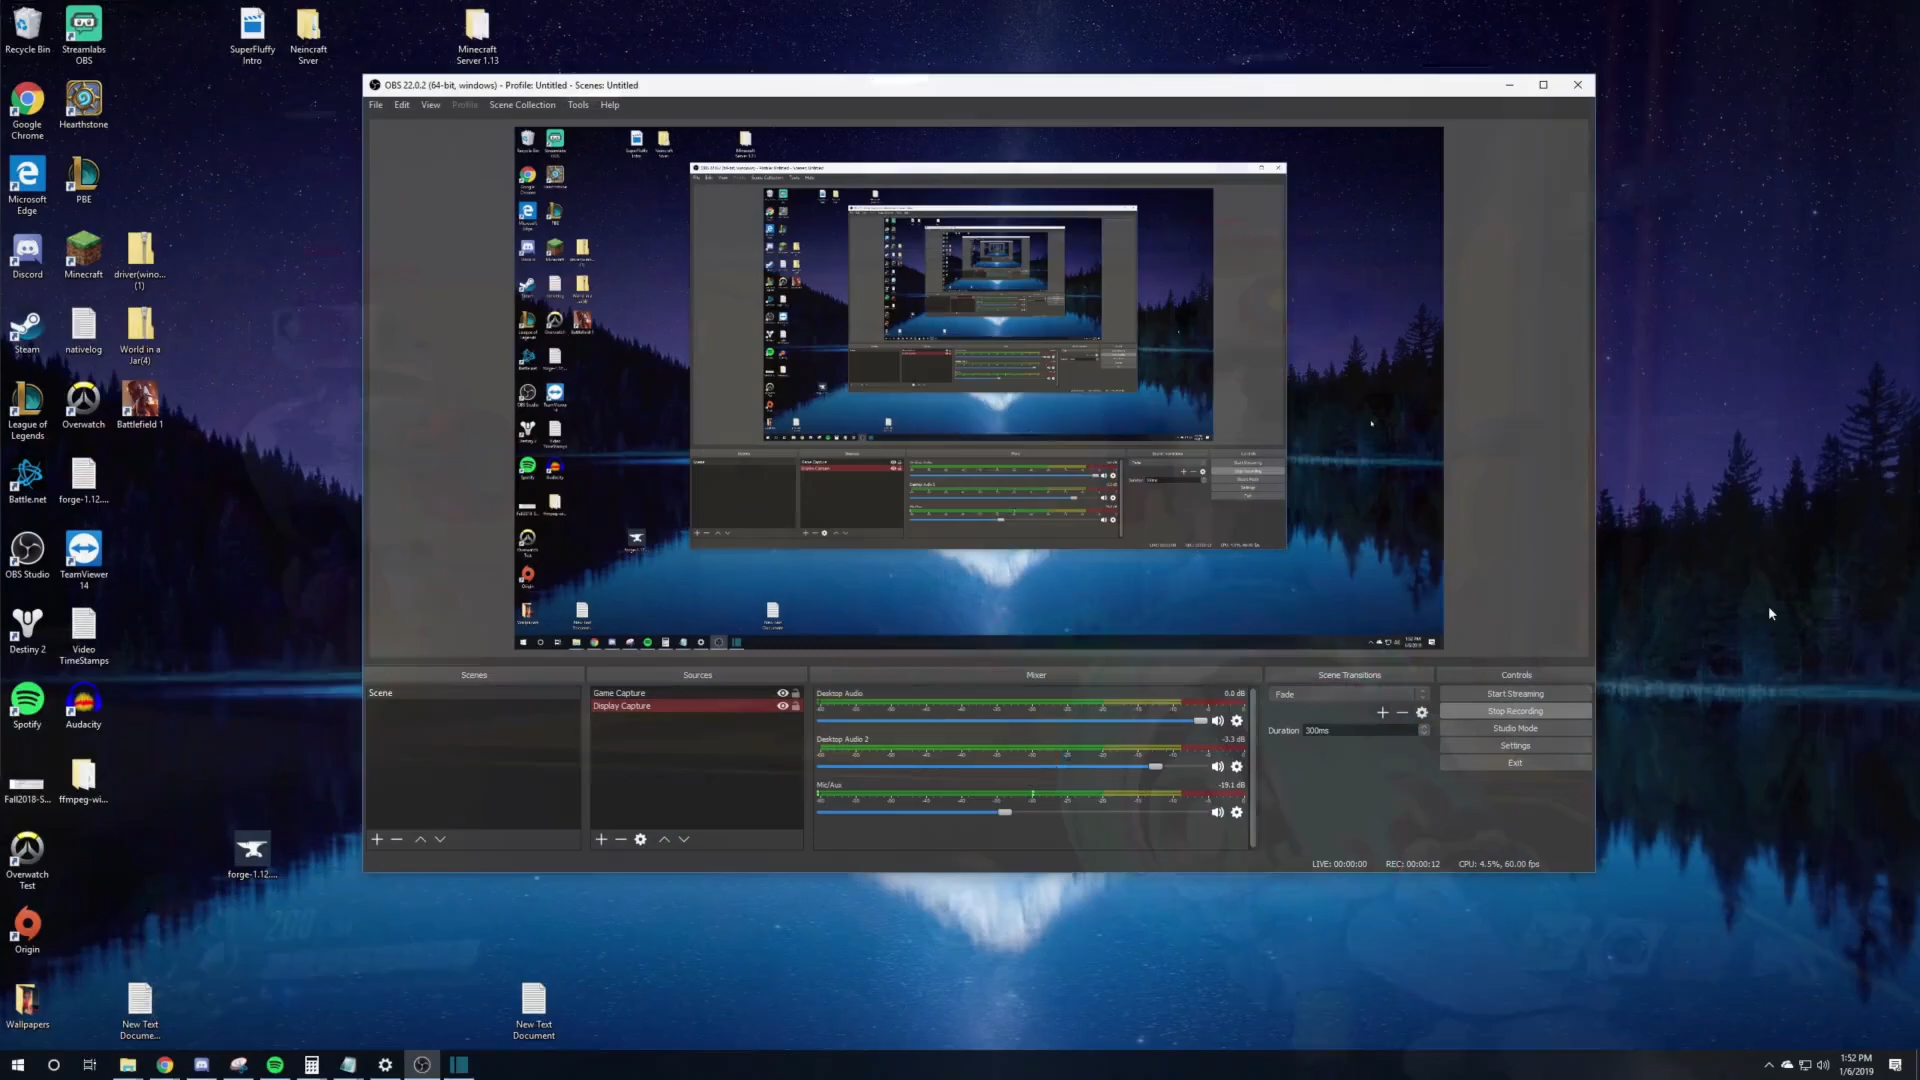 Recycle Bin
Streamlabs
OBS
SuperFluffy
Intro
Neincraft
Srver
Minecraft
Server 1.13
Google
Chrome
Hearthstone
Microsoft
Edge
PBE
Discord
Minecraft
driver(wino...
(1)
Steam
nativelog
World in a
Jar(4)
League of
Legends
Overwatch
Battlefield 1
Battle.net
forge-1.12....
OBS Studio
TeamViewer
14
Destiny 2
Video
TimeStamps
Spotify
Audacity
Fall2018-S...
ffmpeg-wi...
Overwatch
Test
forge-1.12....
Origin
Wallpapers
New Text
Docume...
New Text
Document
OBS 22.0.2 (64-bit, windows) - Profile: Untitled - Scenes: Untitled
File Edit View Profile Scene Collection Tools Help
Scenes
Scene
Sources
Game Capture
Display Capture
Mixer
Desktop Audio 0.0 dB
Desktop Audio 2 -3.3 dB
Mic/Aux -19.1 dB
Scene Transitions
Fade
Duration 300ms
Controls
Start Streaming
Stop Recording
Studio Mode
Settings
Exit
LIVE: 00:00:00 REC: 00:00:12 CPU: 4.5%, 60.00 fps
1:52 PM
1/6/2019